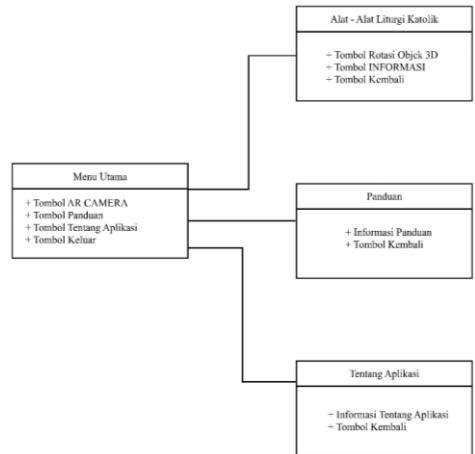 Alat - Alat Liturgi Katolik
+ Tombol Rotasi Objek 3D
+ Tombol INFORMASI
+ Tombol Kembali
Menu Utama
+ Tombol AR CAMERA
+ Tombol Panduan
+ Tombol Tentang Aplikasi
+ Tombol Keluar
Panduan
+ Informasi Panduan
+ Tombol Kembali
Tentang Aplikasi
+ Informasi Tentang Aplikasi
+ Tombol Kembali